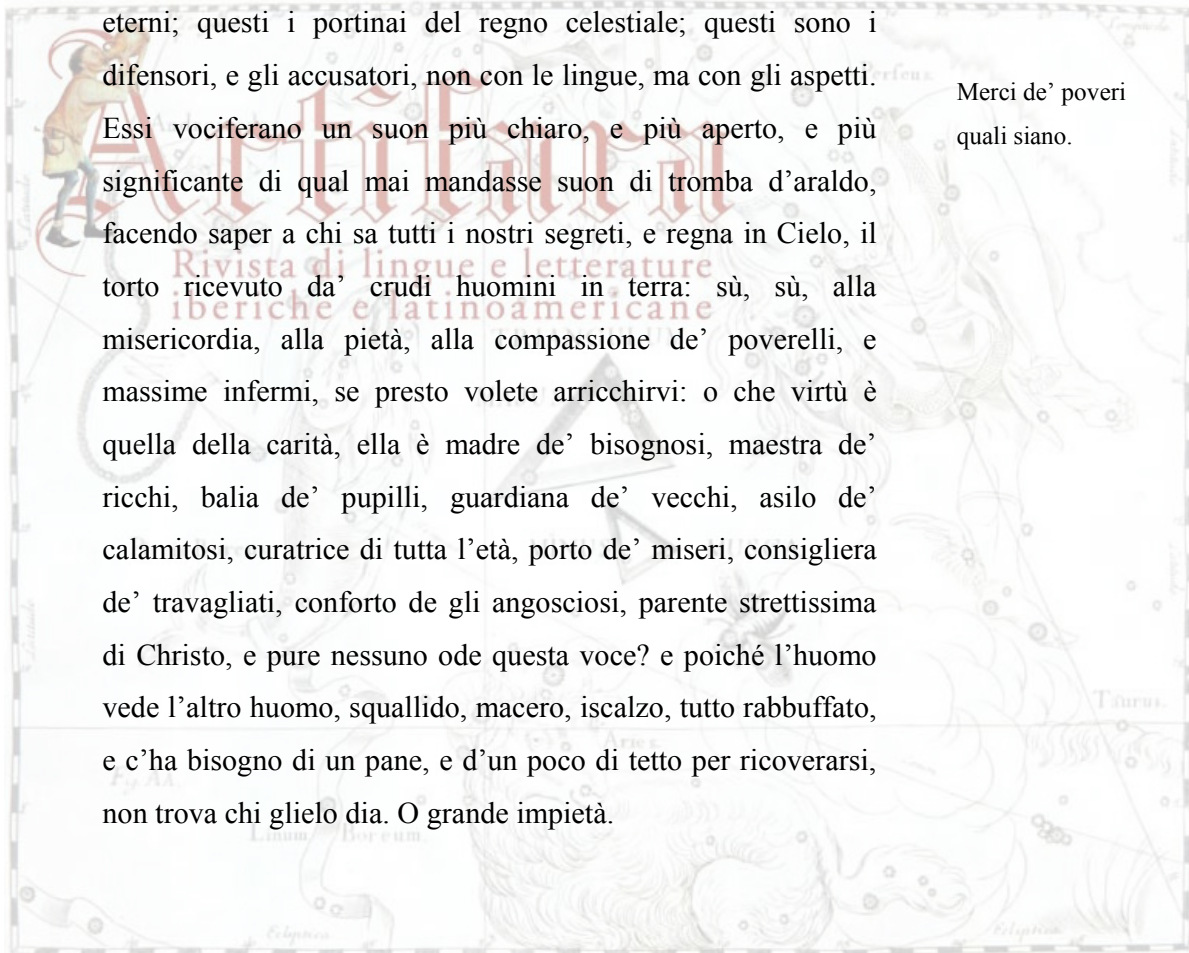 eterni; questi i portinai del regno celestiale; questi sono i
difensori, e gli accusatori, non con le lingue, ma con gli aspetti.
Essi vociferano un suon più chiaro, e più aperto, e più
significante di qual mai mandasse suon di tromba d’araldo,
facendo saper a chi sa tutti i nostri segreti, e regna in Cielo, il
torto ricevuto da’ crudi huomini in terra: sù, sù, alla
misericordia, alla pietà, alla compassione de’ poverelli, e
massime infermi, se presto volete arricchirvi: o che virtù è
quella della carità, ella è madre de’ bisognosi, maestra de’
ricchi, balia de’ pupilli, guardiana de’ vecchi, asilo de’
calamitosi, curatrice di tutta l’età, porto de’ miseri, consigliera
de’ travagliati, conforto de gli angosciosi, parente strettissima
di Christo, e pure nessuno ode questa voce? e poiché l’huomo
vede l’altro huomo, squallido, macero, iscalzo, tutto rabbuffato,
e c’ha bisogno di un pane, e d’un poco di tetto per ricoverarsi,
non trova chi glielo dia. O grande impietà.
Merci de’ poveri
quali siano.
Artifara
Rivista di lingue e letterature
iberiche e latinoamericane
Perfeus.
Taurus.
Aries.
Linum Boreum.
Ecliptica
Ecliptica